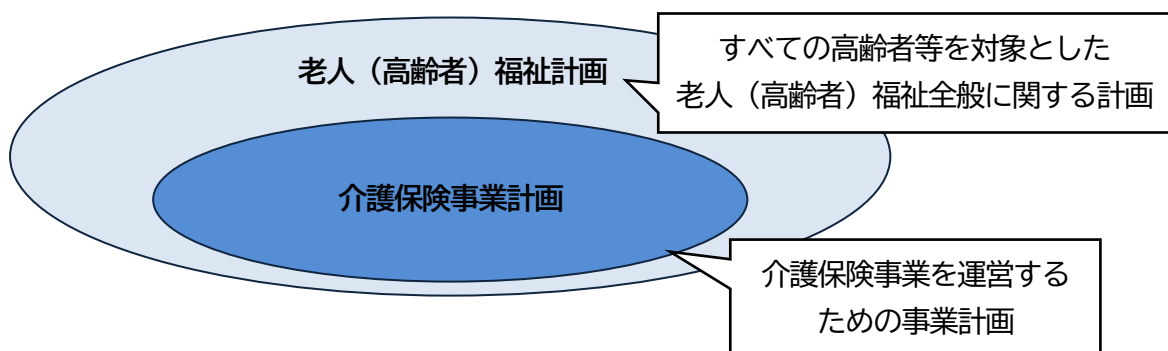 老人（高齢者）福祉計画
すべての高齢者等を対象とした
老人（高齢者）福祉全般に関する計画
介護保険事業計画
介護保険事業を運営する
ための事業計画